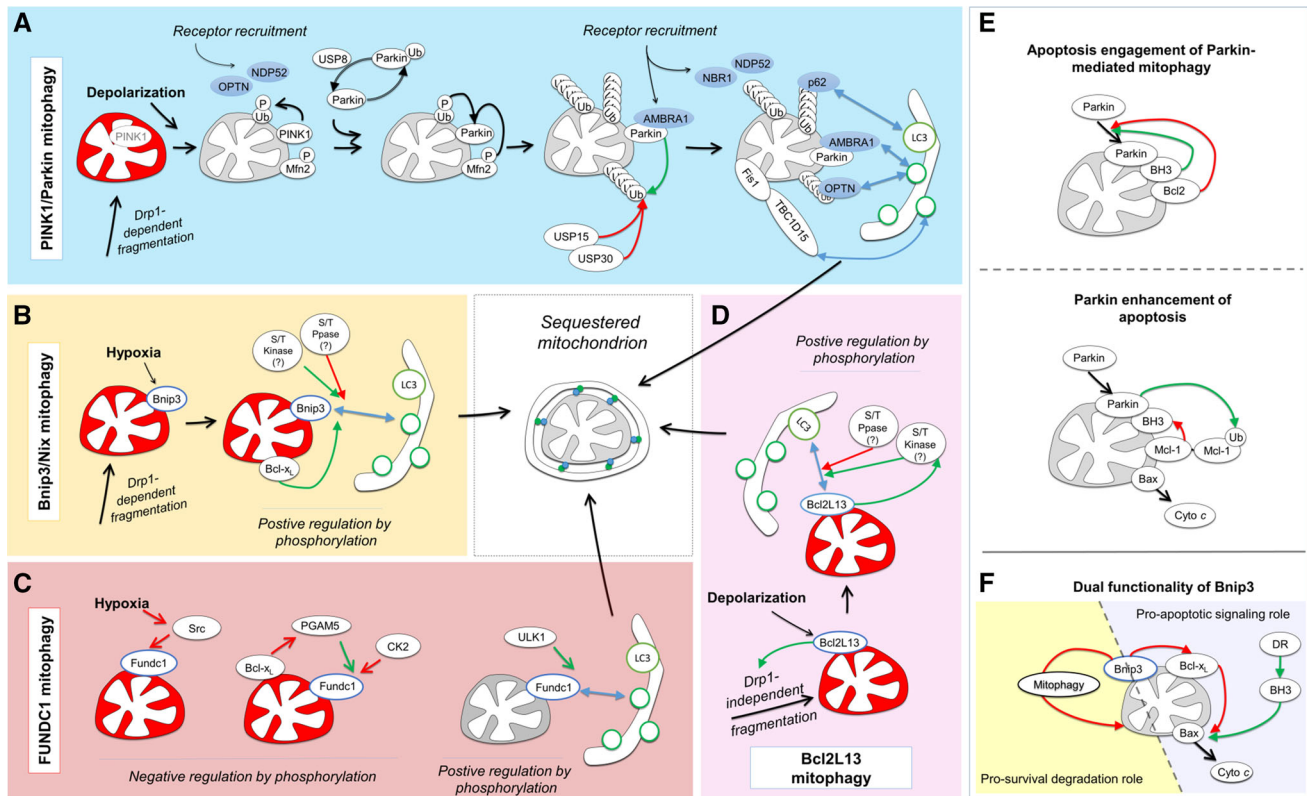 A
PINK1/Parkin mitophagy
Receptor recruitment
NDP52
OPTN
Depolarization
PINK1
P
Ub
PINK1
P
Mfn2
Drp1-
dependent
fragmentation
USP8
Parkin
Ub
Parkin
P
Ub
Parkin
P
Mfn2
Receptor recruitment
Ub
Ub
AMBRA1
Parkin
Ub
USP15
USP30
NBR1
NDP52
p62
Ub
Ub
AMBRA1
Parkin
Ub
OPTN
Fis1
TBC1D15
LC3
B
Bnip3/Nix mitophagy
Hypoxia
Bnip3
Drp1-
dependent
fragmentation
S/T
Kinase
(?)
S/T
Ppase
(?)
Bnip3
Bcl-xL
LC3
Postive regulation by
phosphorylation
Sequestered
mitochondrion
C
FUNDC1 mitophagy
Hypoxia
Src
Fundc1
PGAM5
Bcl-xL
CK2
Fundc1
Negative regulation by phosphorylation
ULK1
Fundc1
LC3
Postive regulation by
phosphorylation
D
Postive regulation by
phosphorylation
LC3
S/T
Ppase
(?)
S/T
Kinase
(?)
Bcl2L13
Depolarization
Bcl2L13
Drp1-
independent
fragmentation
Bcl2L13
mitophagy
E
Apoptosis engagement of Parkin-
mediated mitophagy
Parkin
Parkin
BH3
Bcl2
Parkin enhancement of
apoptosis
Parkin
Parkin
BH3
Mcl-1
Mcl-1
Ub
Bax
Cyto c
F
Dual functionality of Bnip3
Pro-apoptotic signaling role
Bnip3
Bcl-xL
DR
Mitophagy
BH3
Bax
Cyto c
Pro-survival degradation role